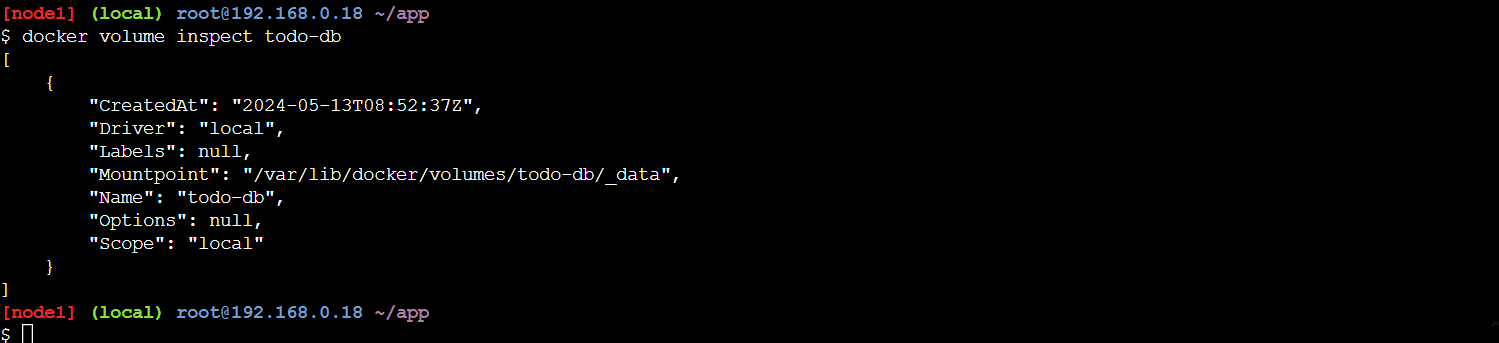 [node1] (local) root@192.168.0.18 ~/app
$ docker volume inspect todo-db
[
    {
        "CreatedAt": "2024-05-13T08:52:37Z",
        "Driver": "local",
        "Labels": null,
        "Mountpoint": "/var/lib/docker/volumes/todo-db/_data",
        "Name": "todo-db",
        "Options": null,
        "Scope": "local"
    }
]
[node1] (local) root@192.168.0.18 ~/app
$